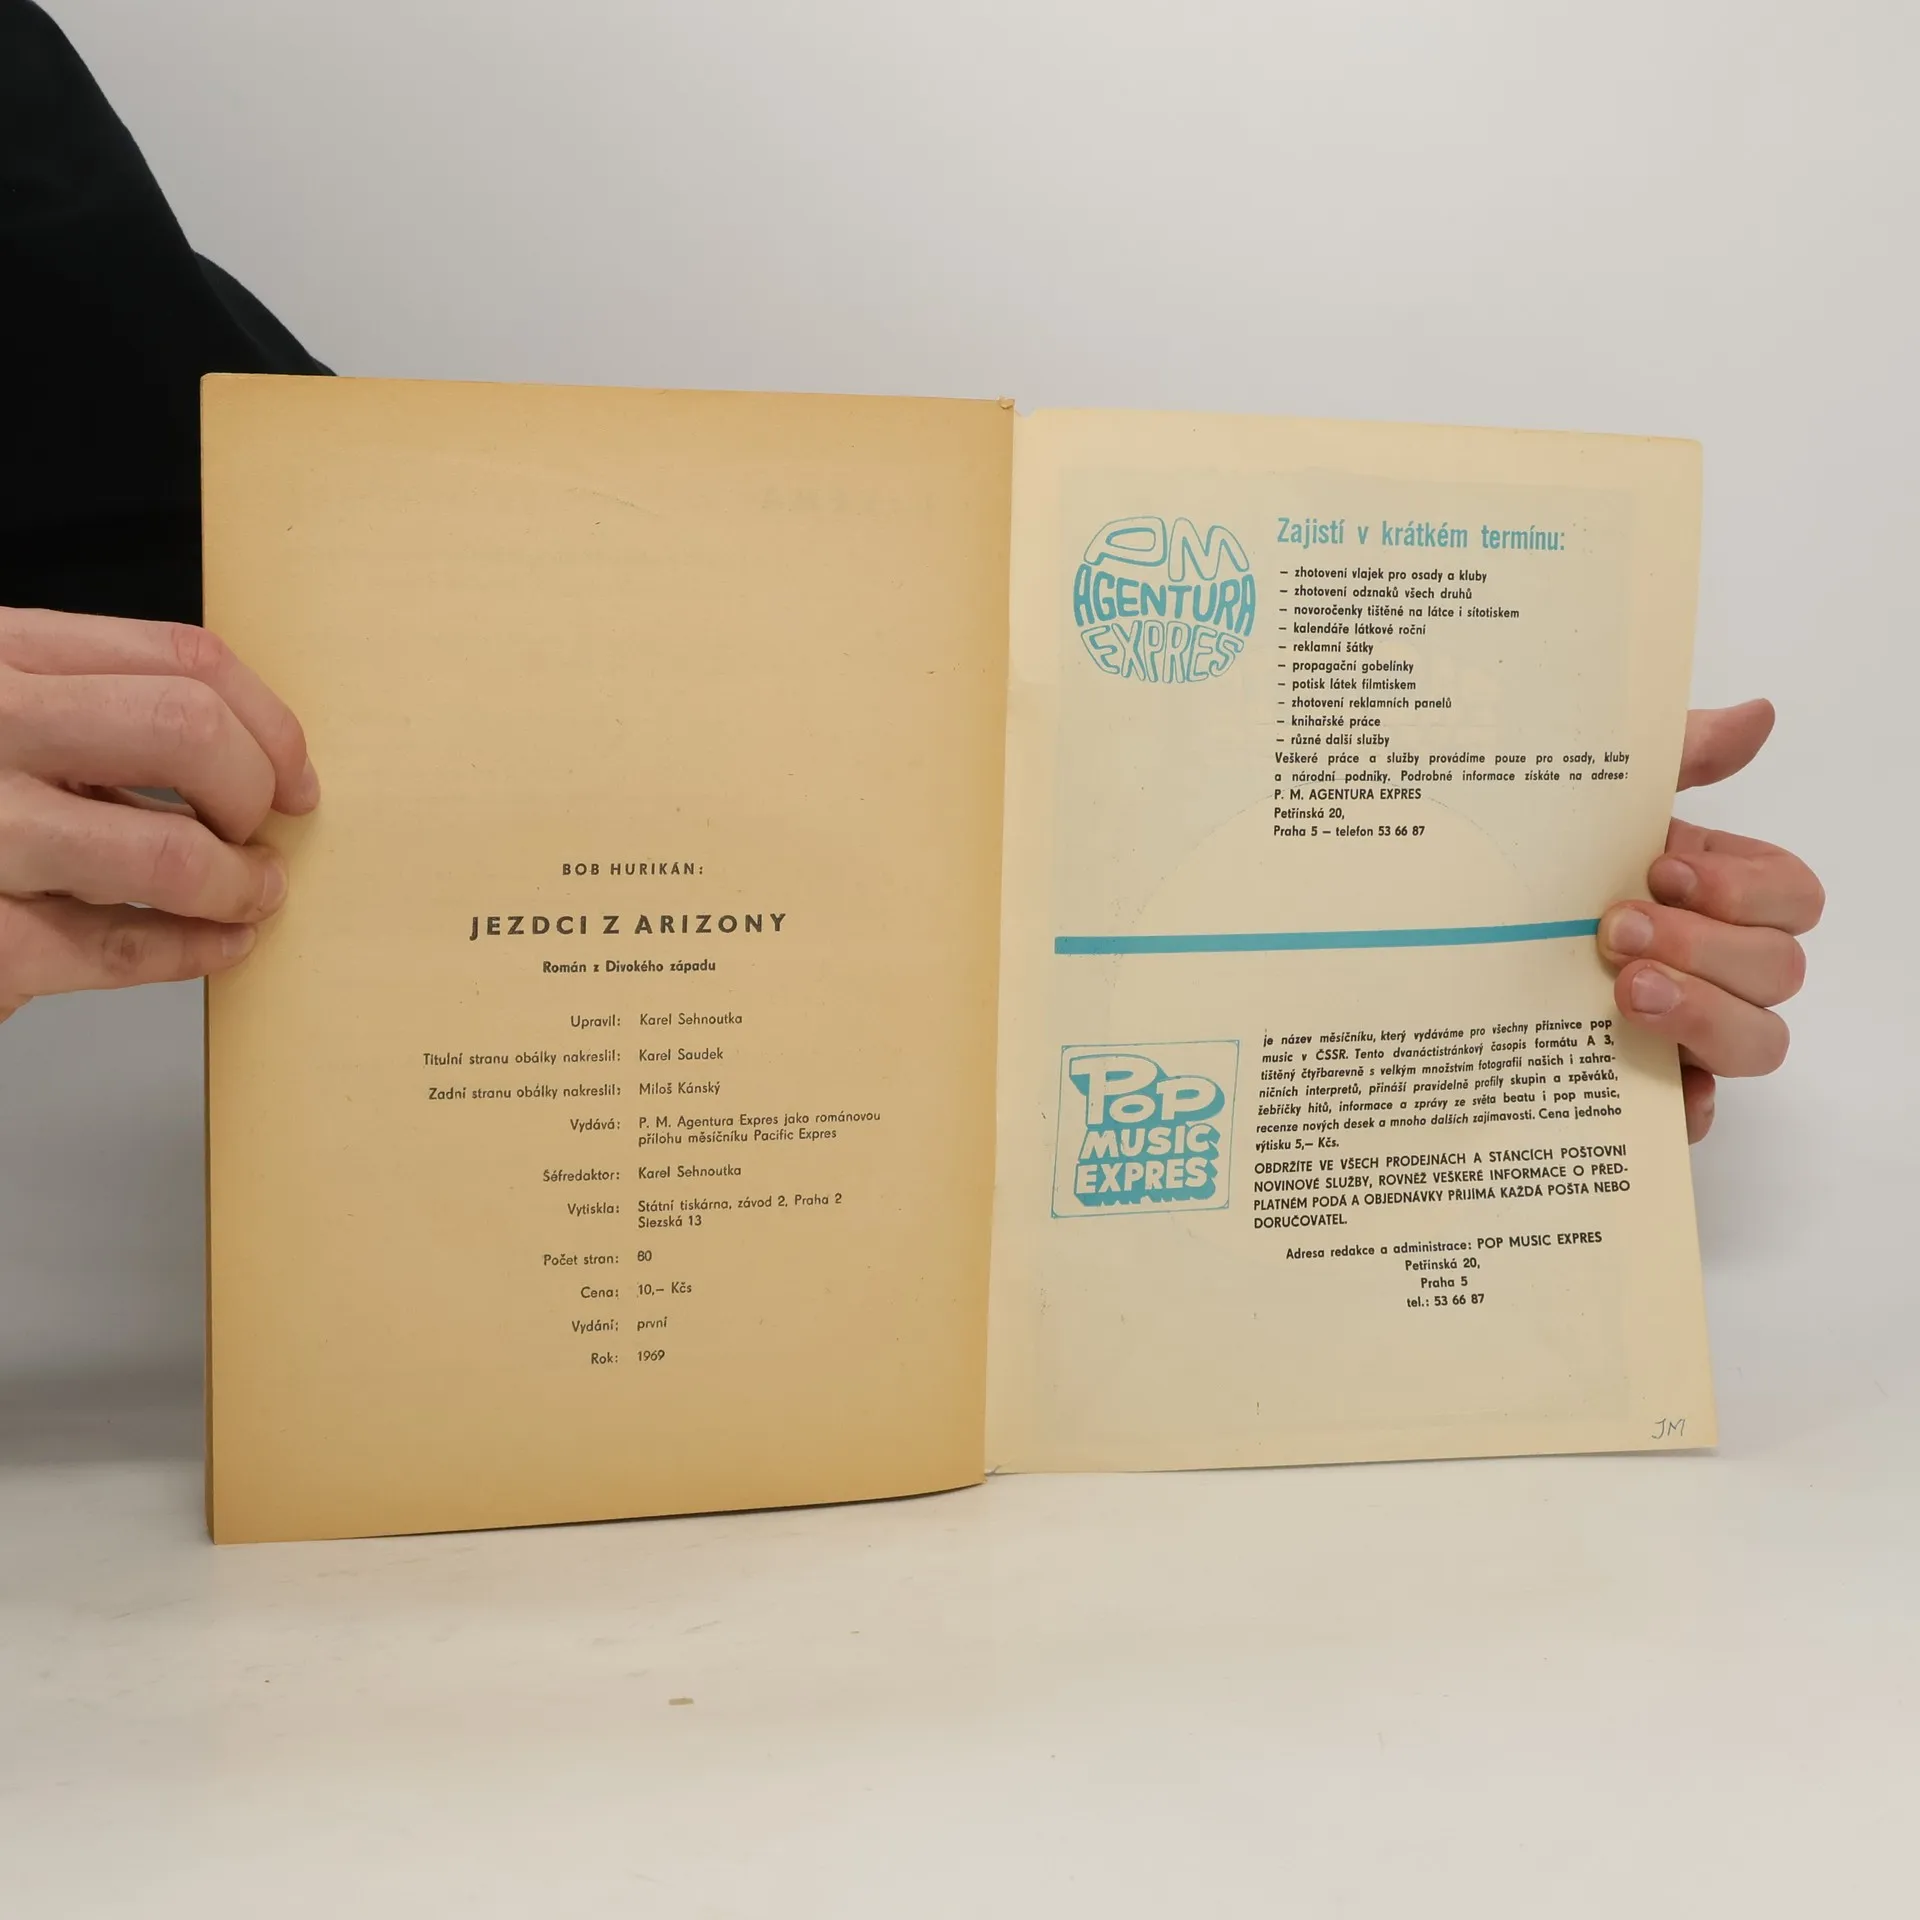 BOB HURIKÁN:
JEZDCI Z ARIZONY
Román z Divokého západu
Upravil: Karel Sehnoutka
Titulní stranu obálky nakreslil: Karel Saudek
Zadní stranu obálky nakreslil: Miloš Kánský
Vydává: P. M. Agentura Expres jako románovou
přílohu měsíčníku Pacific Expres
Šéfredaktor: Karel Sehnoutka
Vytiskla: Státní tiskárna, závod 2, Praha 2
Slezská 13
Počet stran: 80
Cena: 10,– Kčs
Vydání: první
Rok: 1969
PM
AGENTURA
EXPRES
Zajistí v krátkém termínu:
– zhotovení vlajek pro osady a kluby
– zhotovení odznaků všech druhů
– novoročenky tištěné na látce i sítotiskem
– kalendáře látkové roční
– reklamní šátky
– propagační gobelínky
– potisk látek filmtiskem
– zhotovení reklamních panelů
– knihařské práce
– různé další služby
Veškeré práce a služby provádíme pouze pro osady, kluby
a národní podniky. Podrobné informace získáte na adrese:
P. M. AGENTURA EXPRES
Petřínská 20,
Praha 5 – telefon 53 66 87
POP
MUSIC
EXPRES
je název měsíčníku, který vydáváme pro všechny příznivce pop
music v ČSSR. Tento dvanáctistránkový časopis formátu A 3,
tištěný čtyřbarevně s velkým množstvím fotografií našich i zahra-
ničních interpretů, přináší pravidelně profily skupin a zpěváků,
žebříčky hitů, informace a zprávy ze světa beatu i pop music,
recenze nových desek a mnoho dalších zajímavostí. Cena jednoho
výtisku 5,– Kčs.
OBDRŽÍTE VE VŠECH PRODEJNÁCH A STÁNCÍCH POŠTOVNÍ
NOVINOVÉ SLUŽBY, ROVNĚŽ VEŠKERÉ INFORMACE O PŘED-
PLATNÉM PODÁ A OBJEDNÁVKY PŘIJÍMÁ KAŽDÁ POŠTA NEBO
DORUČOVATEL.
Adresa redakce a administrace: POP MUSIC EXPRES
Petřínská 20,
Praha 5
tel.: 53 66 87
JM